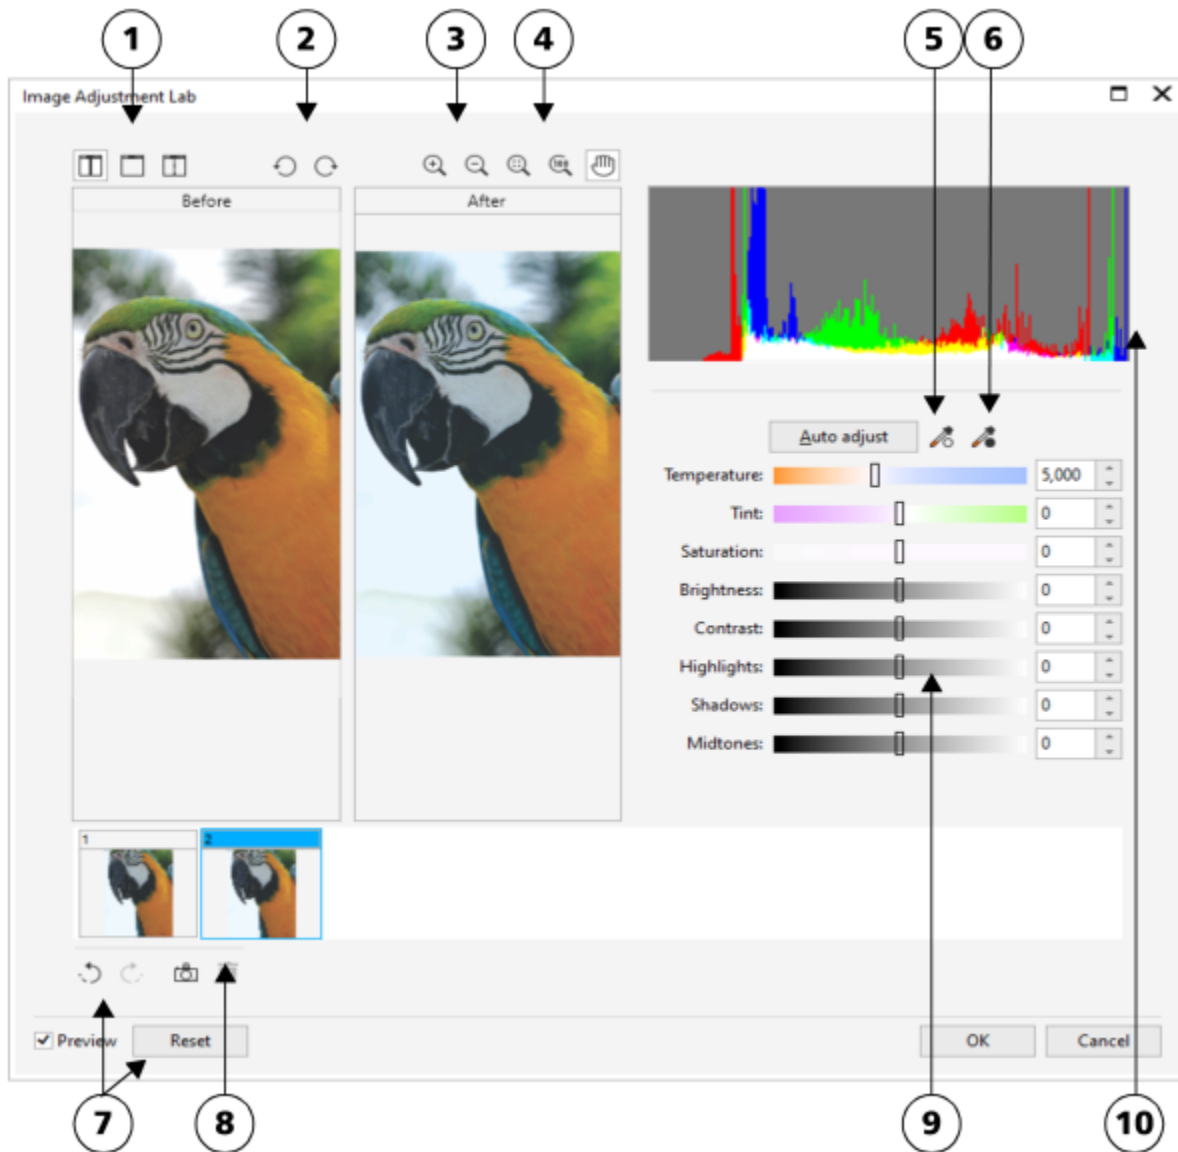 1
2
3
4
5
6
Image Adjustment Lab
Before
After
Auto adjust
Temperature: 5,000
Tint: 0
Saturation: 0
Brightness: 0
Contrast: 0
Highlights: 0
Shadows: 0
Midtones: 0
1
2
Preview
Reset
OK
Cancel
7
8
9
10